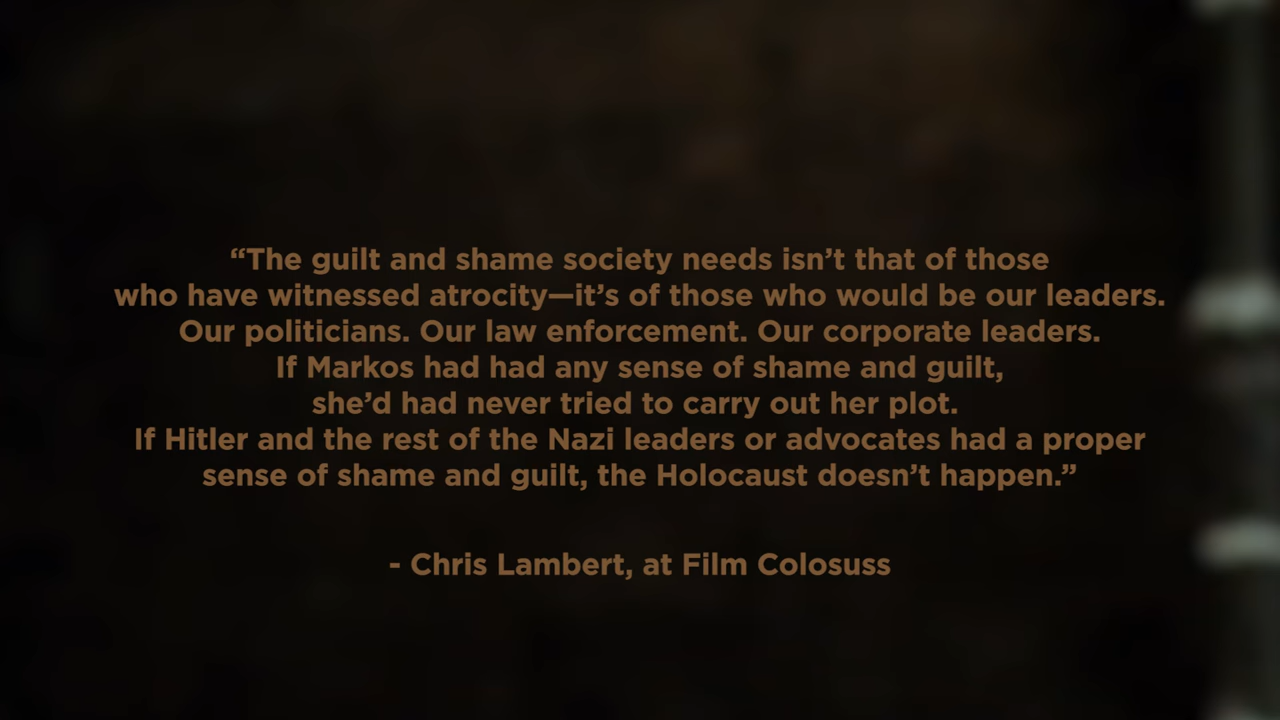 “The guilt and shame society needs isn’t that of those
who have witnessed atrocity—it’s of those who would be our leaders.
Our politicians. Our law enforcement. Our corporate leaders.
If Markos had had any sense of shame and guilt,
she’d had never tried to carry out her plot.
If Hitler and the rest of the Nazi leaders or advocates had a proper
sense of shame and guilt, the Holocaust doesn’t happen.”
- Chris Lambert, at Film Colosuss